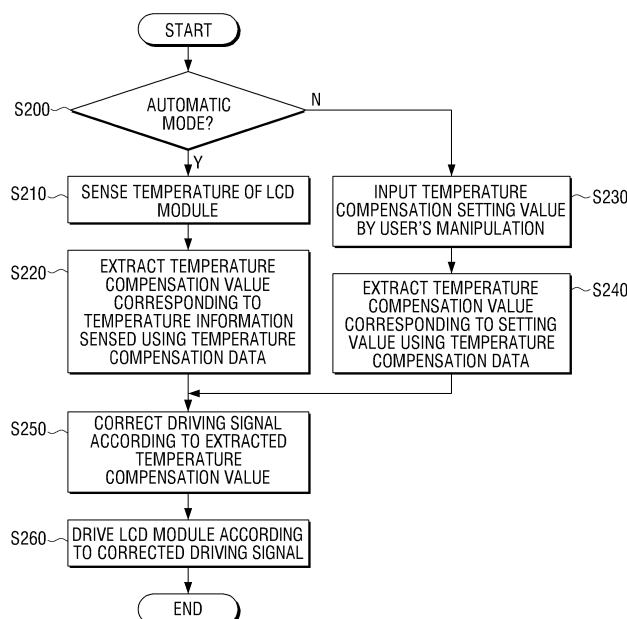 START
S200
AUTOMATIC
MODE?
N
Y
S210
SENSE TEMPERATURE OF LCD
MODULE
INPUT TEMPERATURE
COMPENSATION SETTING VALUE
BY USER'S MANIPULATION
S230
S220
EXTRACT TEMPERATURE
COMPENSATION VALUE
CORRESPONDING TO
TEMPERATURE INFORMATION
SENSED USING TEMPERATURE
COMPENSATION DATA
EXTRACT TEMPERATURE
COMPENSATION VALUE
CORRESPONDING TO SETTING
VALUE USING TEMPERATURE
COMPENSATION DATA
S240
S250
CORRECT DRIVING SIGNAL
ACCORDING TO EXTRACTED
TEMPERATURE
COMPENSATION VALUE
S260
DRIVE LCD MODULE ACCORDING
TO CORRECTED DRIVING SIGNAL
END